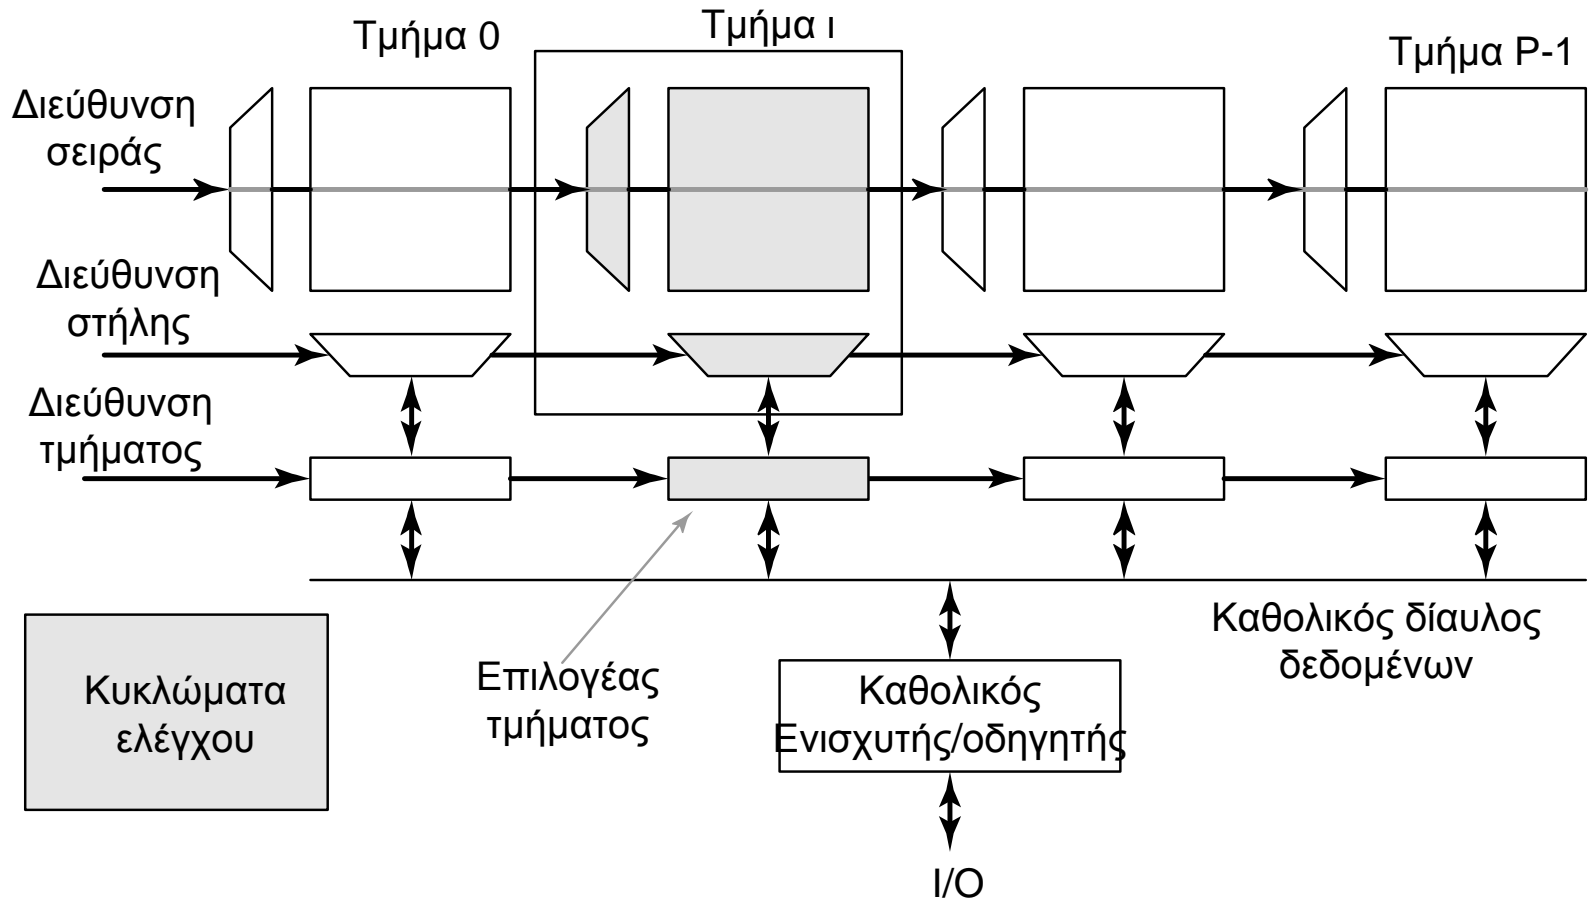 Τμήμα 0
Τμήμα ι
Τμήμα P-1
Διεύθυνση
σειράς
Διεύθυνση
στήλης
Διεύθυνση
τμήματος
Καθολικός δίαυλος
δεδομένων
Κυκλώματα
ελέγχου
Επιλογέας
τμήματος
Καθολικός
Ενισχυτής/οδηγητής
I/O